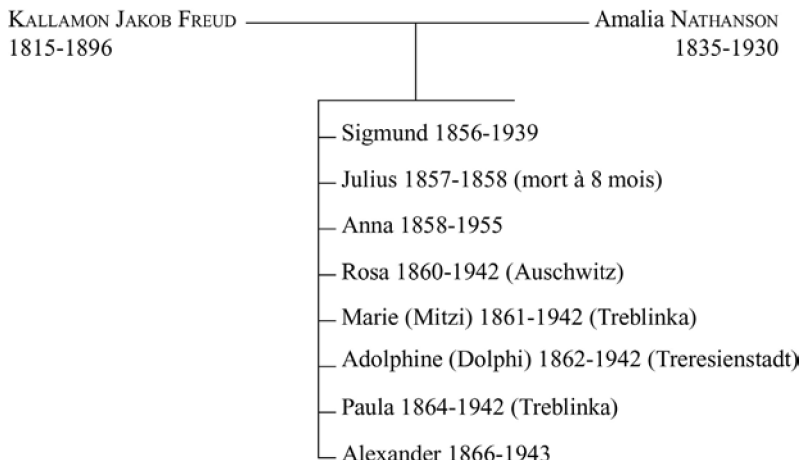 KALLAMON JAKOB FREUD
1815-1896
Amalia NATHANSON
1835-1930
Sigmund 1856-1939
Julius 1857-1858 (mort à 8 mois)
Anna 1858-1955
Rosa 1860-1942 (Auschwitz)
Marie (Mitzi) 1861-1942 (Treblinka)
Adolphine (Dolphi) 1862-1942 (Treresienstadt)
Paula 1864-1942 (Treblinka)
Alexander 1866-1943